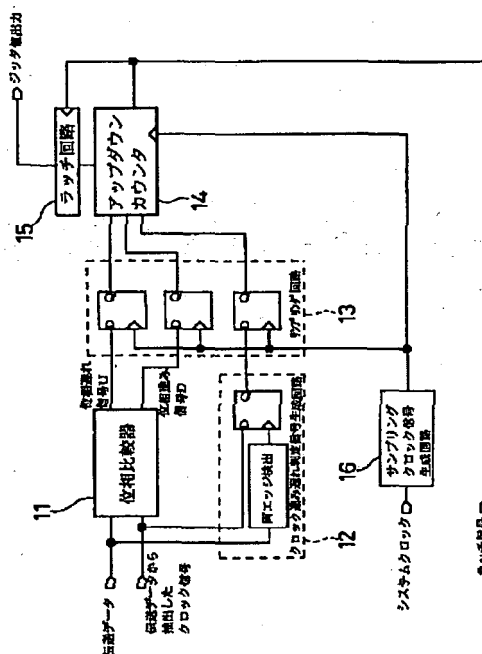 ジッタ値出力
ラッチ回路
15
アップダウン
カウンタ
14
サンプリング回路
13
位相遅れ
信号U
位相進み
信号D
位相比較器
11
両エッジ検出
クロック進み遅れ判定信号生成回路
12
伝送データ
伝送データから
抽出した
クロック信号
サンプリング
クロック信号
生成回路
16
システムクロック